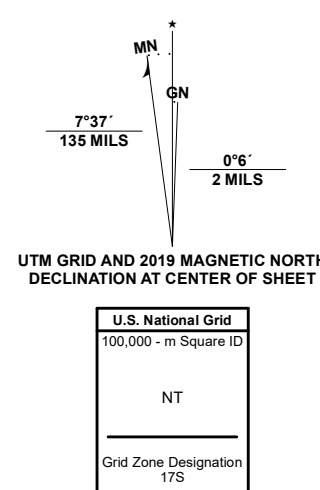 ★
MN
GN
7°37´
135 MILS
0°6´
2 MILS
UTM GRID AND 2019 MAGNETIC NORTH
DECLINATION AT CENTER OF SHEET
U.S. National Grid
100,000 - m Square ID
NT
Grid Zone Designation
17S